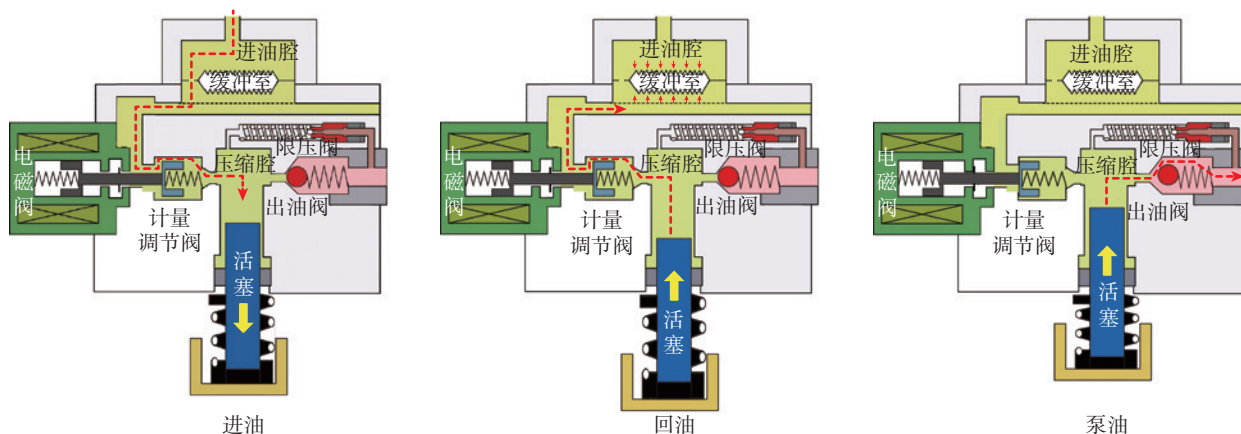 进油腔
缓冲室
限压阀
压缩腔
电磁阀
出油阀
计量
调节阀
活塞
进油
进油腔
缓冲室
限压阀
压缩腔
电磁阀
出油阀
计量
调节阀
活塞
回油
进油腔
缓冲室
限压阀
压缩腔
电磁阀
出油阀
计量
调节阀
活塞
泵油